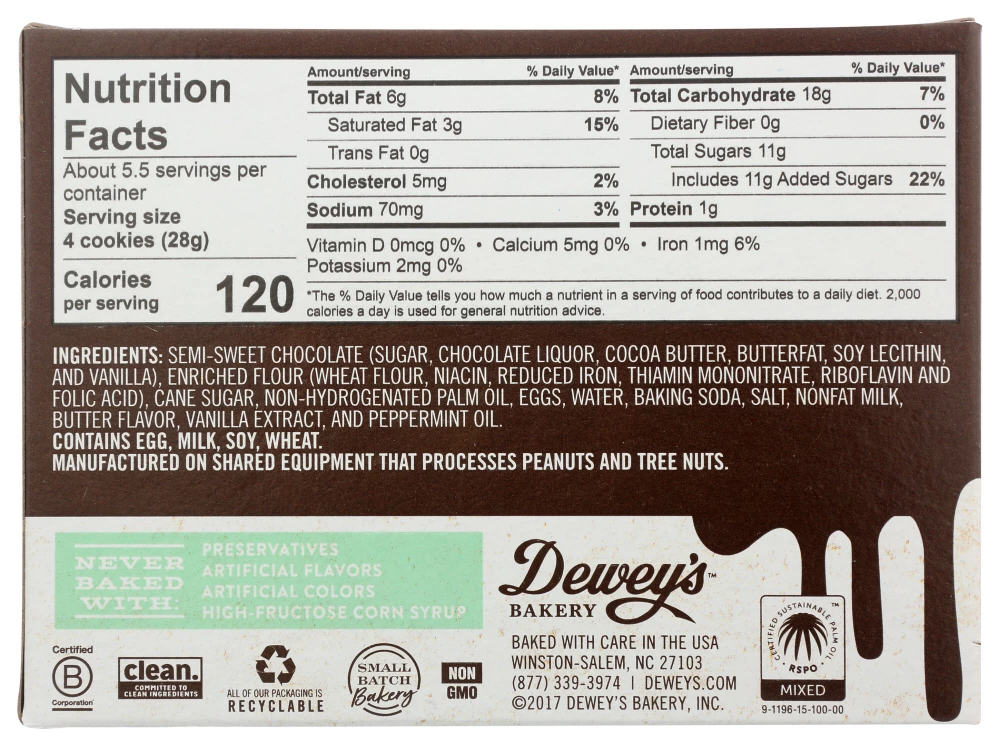 Nutrition
Facts
About 5.5 servings per
container
Serving size
4 cookies (28g)
Calories
per serving 120
Amount/serving % Daily Value*
Total Fat 6g 8%
Saturated Fat 3g 15%
Trans Fat 0g
Cholesterol 5mg 2%
Sodium 70mg 3%
Amount/serving % Daily Value*
Total Carbohydrate 18g 7%
Dietary Fiber 0g 0%
Total Sugars 11g
Includes 11g Added Sugars 22%
Protein 1g
Vitamin D 0mcg 0% • Calcium 5mg 0% • Iron 1mg 6%
Potassium 2mg 0%
*The % Daily Value tells you how much a nutrient in a serving of food contributes to a daily diet. 2,000
calories a day is used for general nutrition advice.
INGREDIENTS: SEMI-SWEET CHOCOLATE (SUGAR, CHOCOLATE LIQUOR, COCOA BUTTER, BUTTERFAT, SOY LECITHIN,
AND VANILLA), ENRICHED FLOUR (WHEAT FLOUR, NIACIN, REDUCED IRON, THIAMIN MONONITRATE, RIBOFLAVIN AND
FOLIC ACID), CANE SUGAR, NON-HYDROGENATED PALM OIL, EGGS, WATER, BAKING SODA, SALT, NONFAT MILK,
BUTTER FLAVOR, VANILLA EXTRACT, AND PEPPERMINT OIL.
CONTAINS EGG, MILK, SOY, WHEAT.
MANUFACTURED ON SHARED EQUIPMENT THAT PROCESSES PEANUTS AND TREE NUTS.
NEVER
BAKED
WITH:
PRESERVATIVES
ARTIFICIAL FLAVORS
ARTIFICIAL COLORS
HIGH-FRUCTOSE CORN SYRUP
Certified
B
Corporation
clean.
COMMITTED TO
CLEAN INGREDIENTS
ALL OF OUR PACKAGING IS
RECYCLABLE
SMALL
BATCH
Bakery
NON
GMO
Dewey's™
BAKERY
BAKED WITH CARE IN THE USA
WINSTON-SALEM, NC 27103
(877) 339-3974 | DEWEYS.COM
©2017 DEWEY'S BAKERY, INC.
CERTIFIED SUSTAINABLE PALM OIL ™
RSPO
MIXED
9-1196-15-100-00